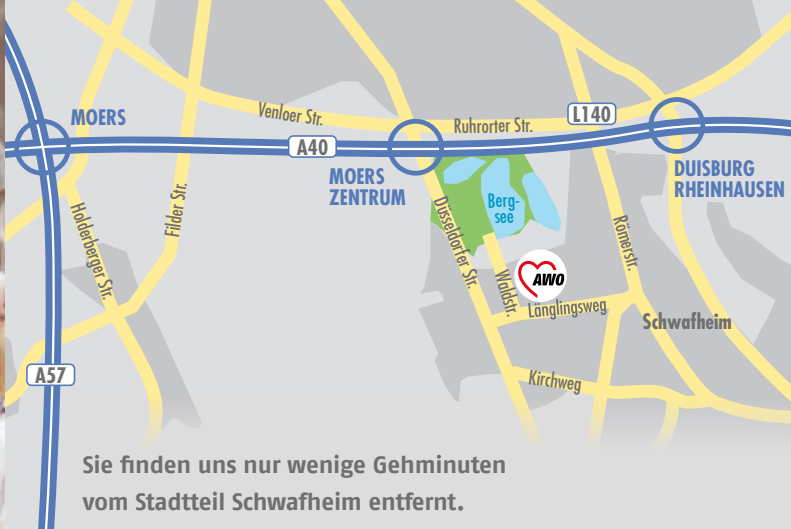 Venloer Str.
MOERS
Ruhrorter Str.
L140
A40
MOERS
ZENTRUM
DUISBURG
RHEINHAUSEN
Berg-
see
Holderberger Str.
Filder Str.
Düsseldorfer Str.
Römerstr.
Waldstr.
AWO
Länglingsweg
Schwafheim
A57
Kirchweg
Sie finden uns nur wenige Gehminuten
vom Stadtteil Schwafheim entfernt.